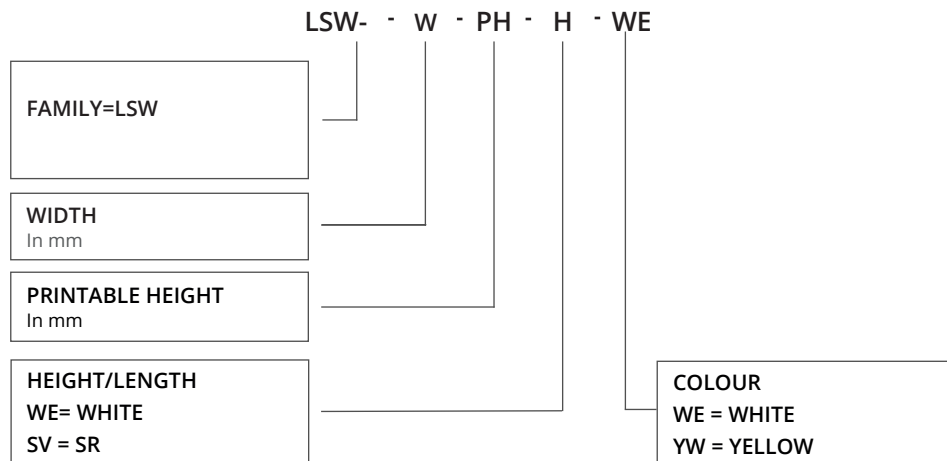 LSW- - W - PH - H - WE
FAMILY=LSW
WIDTH
In mm
PRINTABLE HEIGHT
In mm
HEIGHT/LENGTH
WE= WHITE
SV = SR
COLOUR
WE = WHITE
YW = YELLOW